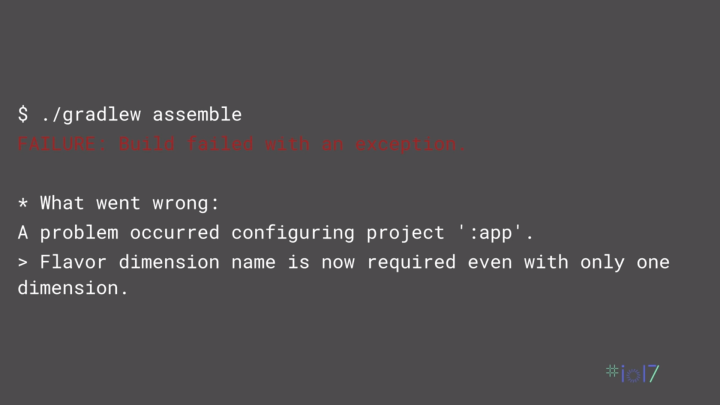 $ ./gradlew assemble
FAILURE: Build failed with an exception.
* What went wrong:
A problem occurred configuring project ':app'.
> Flavor dimension name is now required even with only one
dimension.
#io17